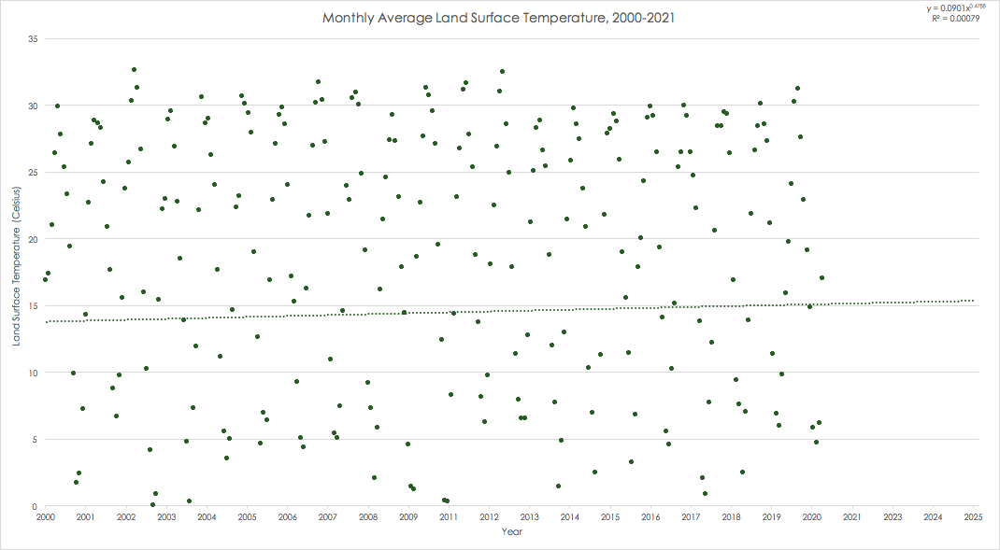 Monthly Average Land Surface Temperature, 2000-2021
y = 0.0901x^0.4788
R² = 0.00079
35
30
25
20
15
10
5
0
Land Surface Temperature (Celsius)
2000 2001 2002 2003 2004 2005 2006 2007 2008 2009 2011 2012 2013 2014 2015 2016 2017 2018 2019 2020 2022 2023 2024 2025
Year